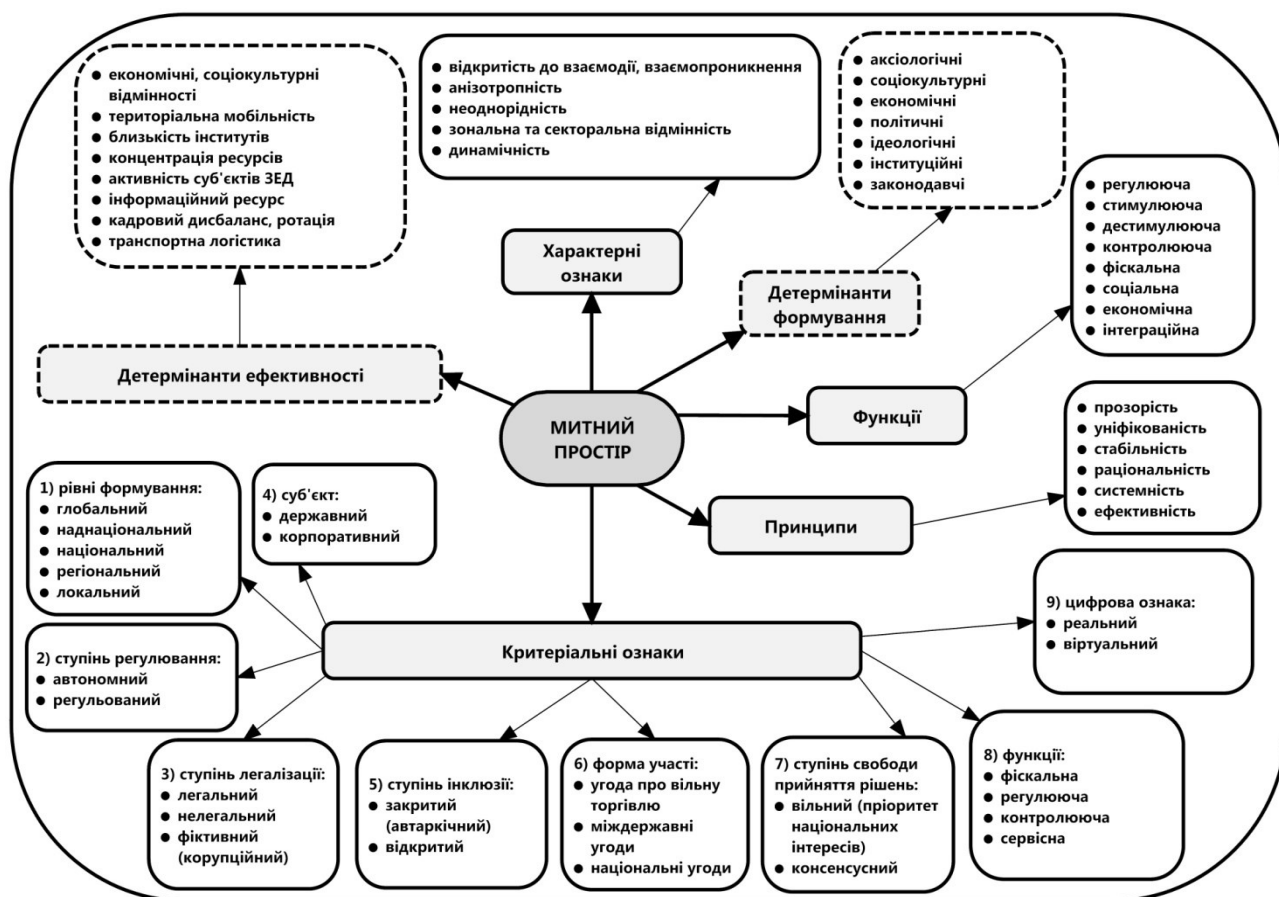 ● економічні, соціокультурні
відмінності
● територіальна мобільність
● близькість інститутів
● концентрація ресурсів
● активність суб'єктів ЗЕД
● інформаційний ресурс
● кадровий дисбаланс, ротація
● транспортна логістика
● відкритість до взаємодії, взаємопроникнення
● анізотропність
● неоднорідність
● зональна та секторальна відмінність
● динамічність
● аксіологічні
● соціокультурні
● економічні
● політичні
● ідеологічні
● інституційні
● законодавчі
● регулююча
● стимулююча
● дестимулююча
● контролююча
● фіскальна
● соціальна
● економічна
● інтеграційна
Характерні
ознаки
Детермінанти
формування
Детермінанти ефективності
Функції
МИТНИЙ
ПРОСТІР
● прозорість
● уніфікованість
● стабільність
● раціональність
● системність
● ефективність
Принципи
1) рівні формування:
● глобальний
● наднаціональний
● національний
● регіональний
● локальний
4) суб'єкт:
● державний
● корпоративний
9) цифрова ознака:
● реальний
● віртуальний
Критеріальні ознаки
2) ступінь регулювання:
● автономний
● регульований
3) ступінь легалізації:
● легальний
● нелегальний
● фіктивний
(корупційний)
5) ступінь інклюзії:
● закритий
(автаркічний)
● відкритий
6) форма участі:
● угода про вільну
торгівлю
● міждержавні
угоди
● національні угоди
7) ступінь свободи
прийняття рішень:
● вільний (пріоритет
національних
інтересів)
● консенсусний
8) функції:
● фіскальна
● регулююча
● контролююча
● сервісна